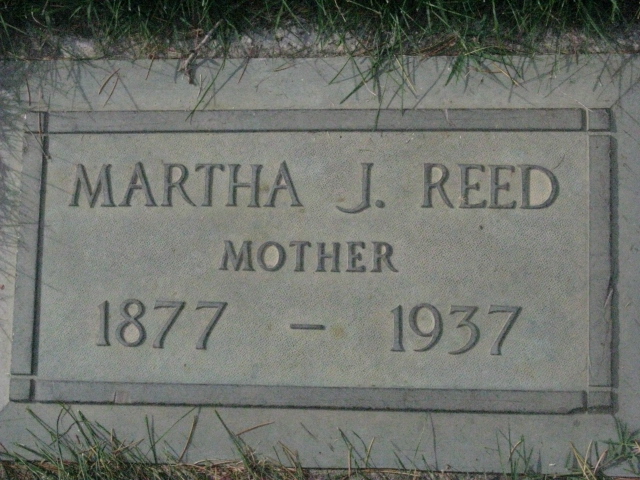 MARTHA J. REED
MOTHER
1877 – 1937